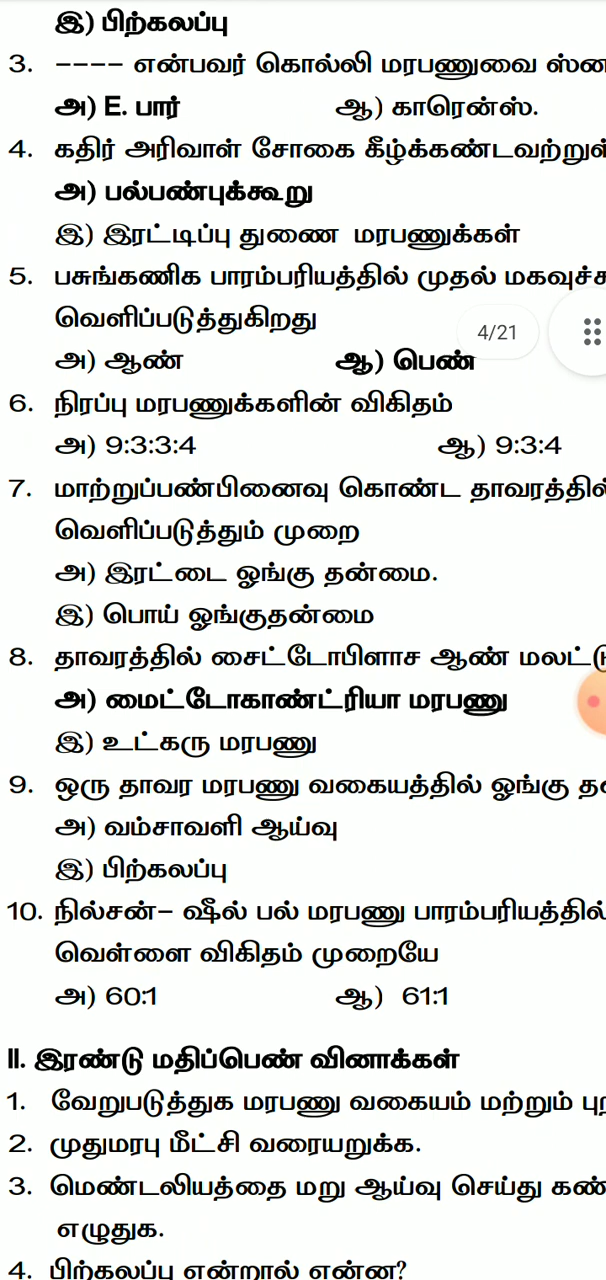 இ) பிற்கலப்பு
3. ---- என்பவர் கொல்லி மரபணுவை
அ) E. பார் ஆ) காரென்ஸ்.
4. கதிர் அரிவாள் சோகை கீழ்க்கண்டவற்றுள்
அ) பல்பண்புக்கூறு
இ) இரட்டிப்பு துணை மரபணுக்கள்
5. பசுங்கணிக பாரம்பரியத்தில் முதல்
வெளிப்படுத்துகிறது
4/21
அ) ஆண் ஆ) பெண்
6. நிரப்பு மரபணுக்களின் விகிதம்
அ) 9:3:3:4 ஆ) 9:3:4
7. மாற்றுப்பண்பினைவு கொண்ட தாவரத்தில்
வெளிப்படுத்தும் முறை
அ) இரட்டை ஓங்கு தன்மை.
இ) பொய் ஓங்குதன்மை
8. தாவரத்தில் சைட்டோபிளாச ஆண்
அ) மைட்டோகாண்ட்ரியா மரபணு
இ) உட்கரு மரபணு
9. ஒரு தாவர மரபணு வகையத்தில் ஓங்கு
அ) வம்சாவளி ஆய்வு
இ) பிற்கலப்பு
10. நில்சன்- ஷீல் பல் மரபணு பாரம்பரியத்தில்
வெள்ளை விகிதம் முறையே
அ) 60:1 ஆ) 61:1
II. இரண்டு மதிப்பெண் வினாக்கள்
1. வேறுபடுத்துக மரபணு வகையம் மற்றும்
2. முதுமரபு மீட்சி வரையறுக்க.
3. மெண்டலியத்தை மறு ஆய்வு செய்து
எழுதுக.
4. பிற்கலப்பு என்றால் என்ன?